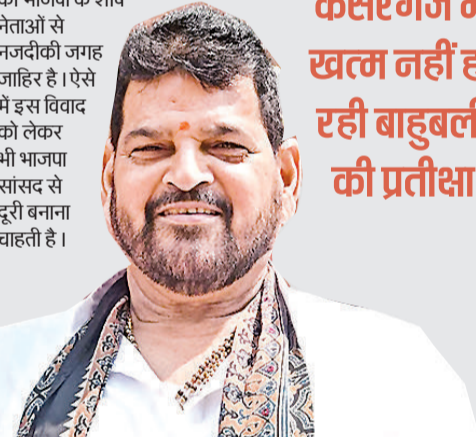 नेताओं से
नजदीकी जगह
जाहिर है। ऐसे
में इस विवाद
को लेकर
भी भाजपा
सांसद से
दूरी बनाना
चाहती है।
खत्म नहीं
रही बाहुबली
की प्रतीक्षा